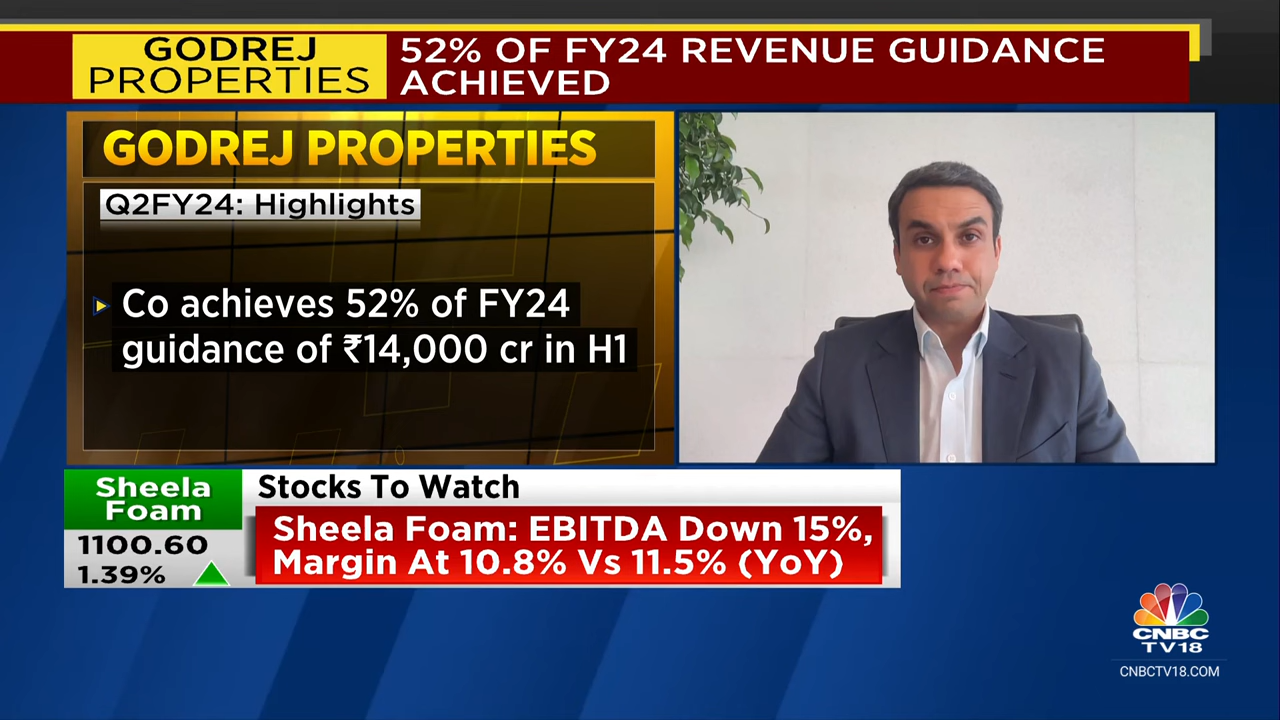 GODREJ
PROPERTIES
52% OF FY24 REVENUE GUIDANCE
ACHIEVED
GODREJ PROPERTIES
Q2FY24: Highlights
Co achieves 52% of FY24
guidance of ₹14,000 cr in H1
Sheela
Foam
1100.60
1.39%
Stocks To Watch
Sheela Foam: EBITDA Down 15%,
Margin At 10.8% Vs 11.5% (YoY)
CNBC
TV18
CNBCTV18.COM